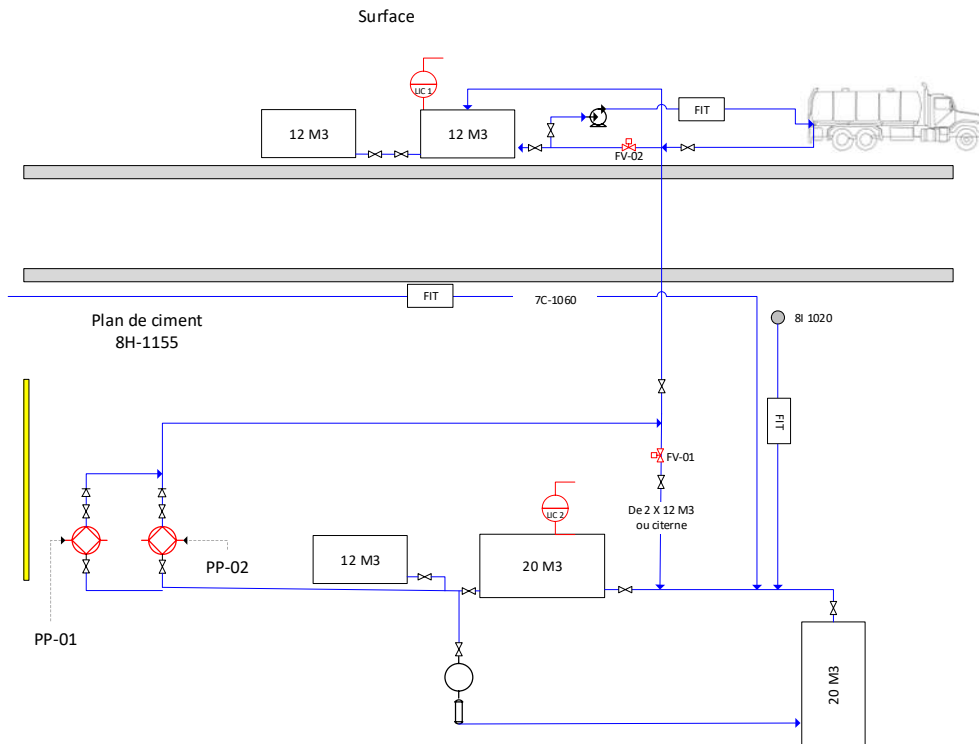 Surface
LIC 1
12 M3
12 M3
FIT
FV-02
FIT
7C-1060
Plan de ciment
8H-1155
8I 1020
FIT
FV-01
LIC 2
De 2 X 12 M3
ou citerne
12 M3
20 M3
PP-02
PP-01
20 M3